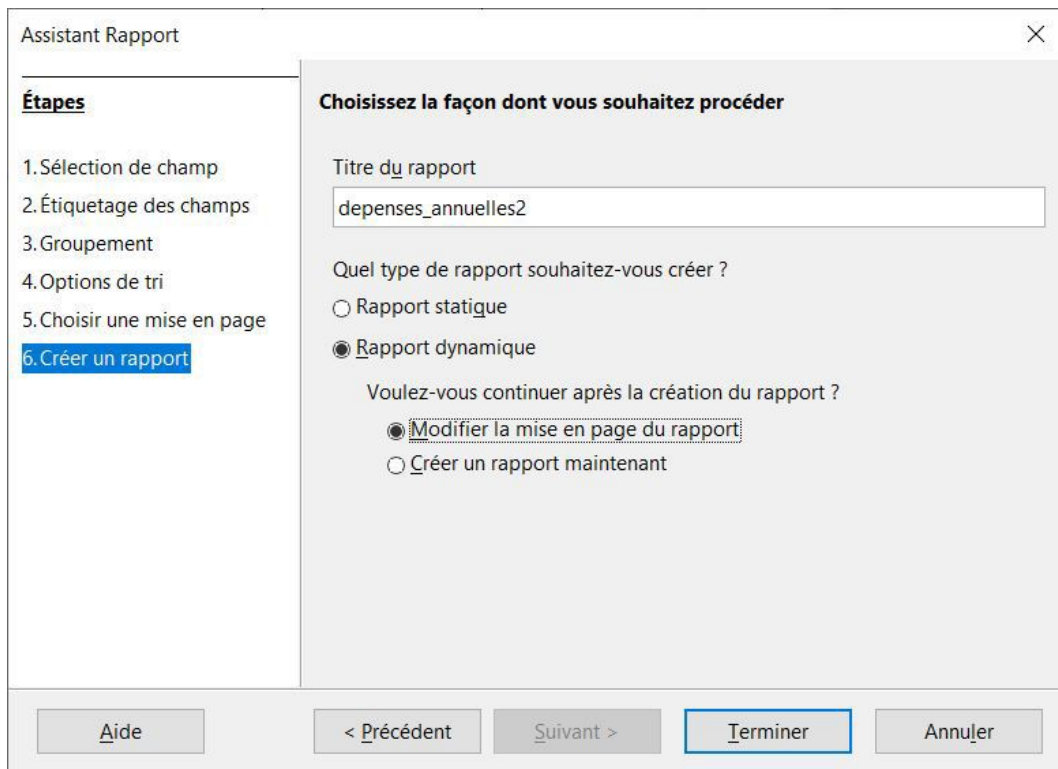 Assistant Rapport
Étapes
1. Sélection de champ
2. Étiquetage des champs
3. Groupement
4. Options de tri
5. Choisir une mise en page
6. Créer un rapport
Choisissez la façon dont vous souhaitez procéder
Titre du rapport
depenses_annuelles2
Quel type de rapport souhaitez-vous créer ?
Rapport statique
Rapport dynamique
Voulez-vous continuer après la création du rapport ?
Modifier la mise en page du rapport
Créer un rapport maintenant
Aide
< Précédent
Suivant >
Terminer
Annuler